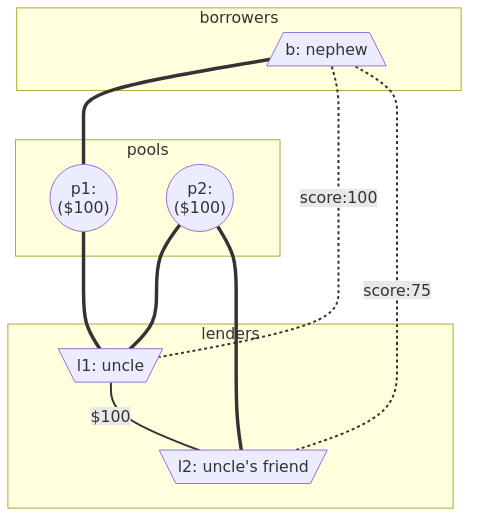 borrowers
b: nephew
pools
p1:
($100)
p2:
($100)
score:100
score:75
lenders
l1: uncle
$100
l2: uncle's friend